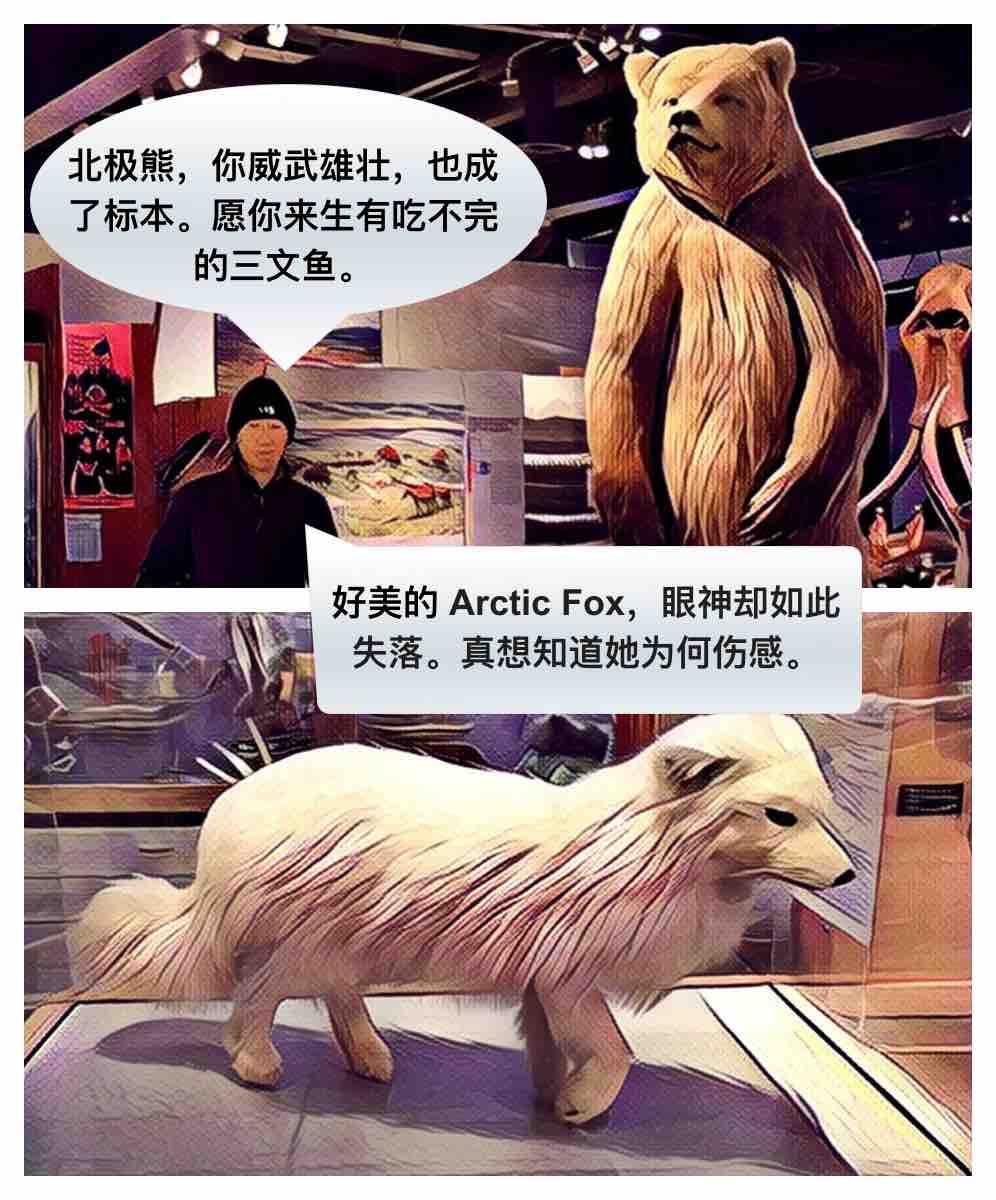 北极熊，你威武雄壮，也成
了标本。愿你来生有吃不完
的三文鱼。
好美的 Arctic Fox，眼神却如此
失落。真想知道她为何伤感。